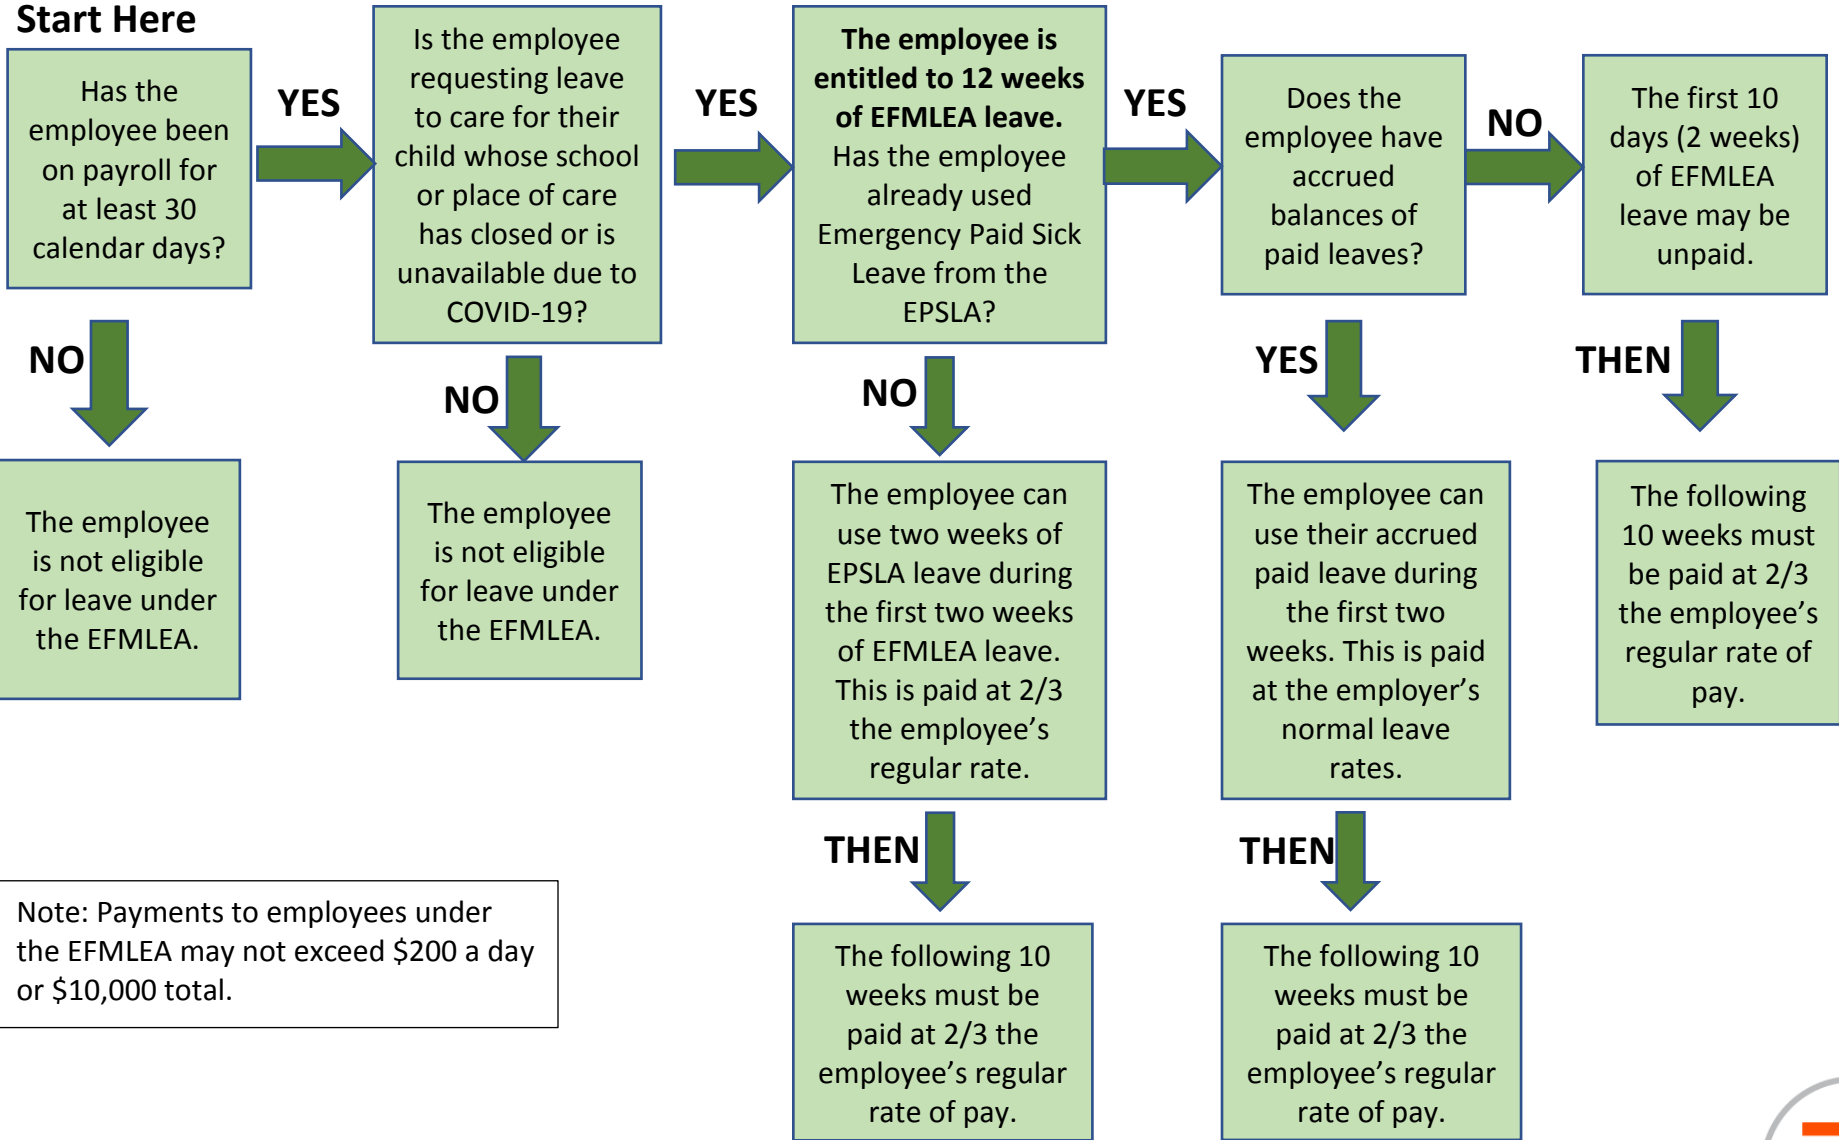 Start Here
Has the
employee been
on payroll for
at least 30
calendar days?
YES
Is the employee
requesting leave
to care for their
child whose school
or place of care
has closed or is
unavailable due to
COVID-19?
YES
The employee is
entitled to 12 weeks
of EFMLEA leave.
Has the employee
already used
Emergency Paid Sick
Leave from the
EPSLA?
YES
Does the
employee have
accrued
balances of
paid leaves?
NO
The first 10
days (2 weeks)
of EFMLEA
leave may be
unpaid.
NO
NO
NO
YES
THEN
The employee
is not eligible
for leave under
the EFMLEA.
The employee
is not eligible
for leave under
the EFMLEA.
The employee can
use two weeks of
EPSLA leave during
the first two weeks
of EFMLEA leave.
This is paid at 2/3
the employee’s
regular rate.
The employee can
use their accrued
paid leave during
the first two
weeks. This is paid
at the employer’s
normal leave
rates.
The following
10 weeks must
be paid at 2/3
the employee’s
regular rate of
pay.
THEN
THEN
Note: Payments to employees under
the EFMLEA may not exceed $200 a day
or $10,000 total.
The following 10
weeks must be
paid at 2/3 the
employee’s regular
rate of pay.
The following 10
weeks must be
paid at 2/3 the
employee’s regular
rate of pay.